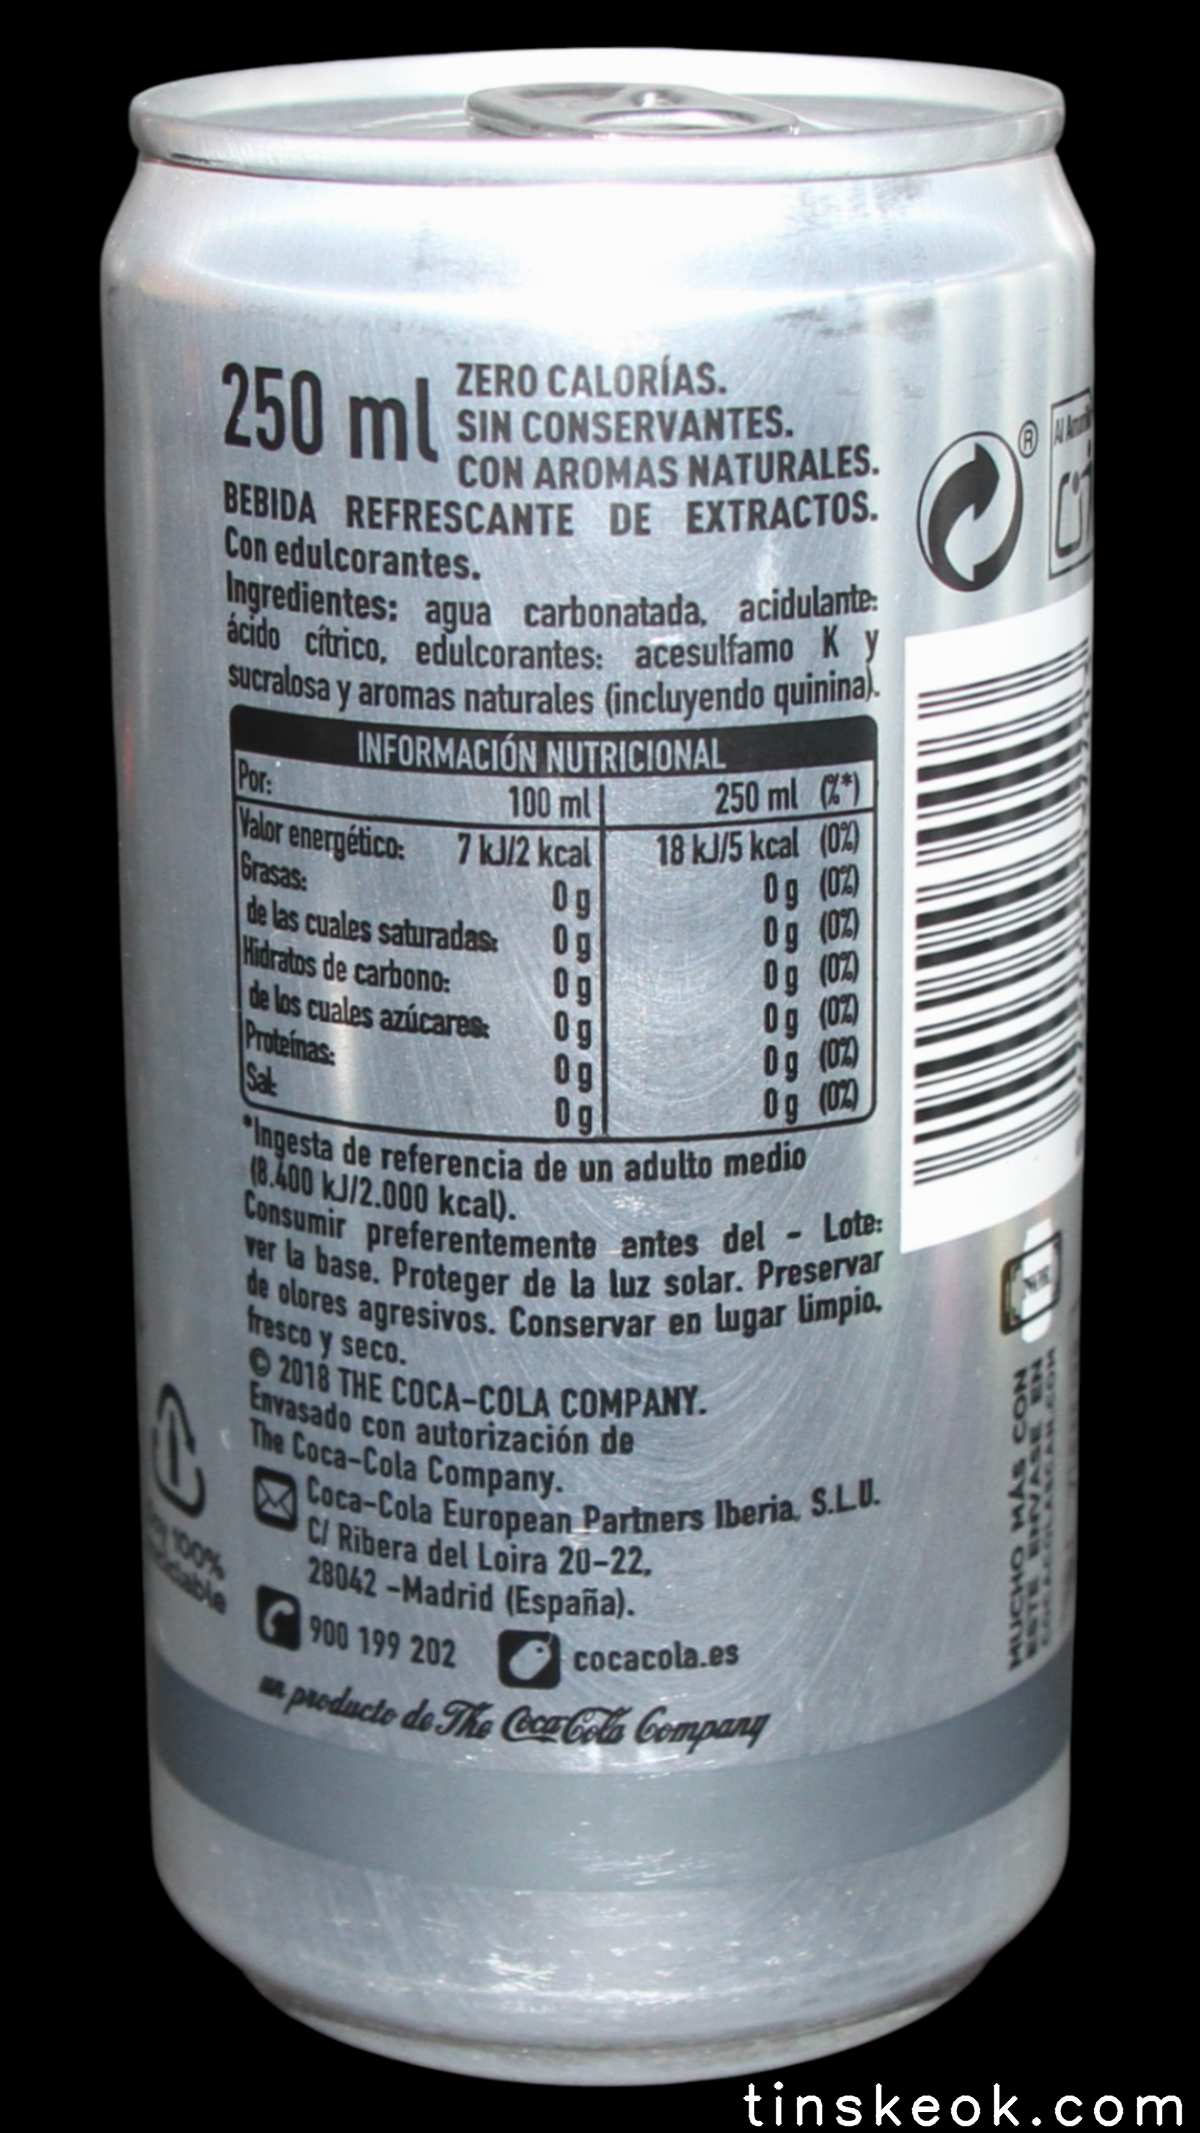 250 ml
ZERO CALORÍAS.
SIN CONSERVANTES.
CON AROMAS NATURALES.
BEBIDA REFRESCANTE DE EXTRACTOS.
Con edulcorantes.
Ingredientes: agua carbonatada, acidulante:
ácido cítrico, edulcorantes: acesulfamo K y
sucralosa y aromas naturales (incluyendo quinina).
INFORMACIÓN NUTRICIONAL
Por: 100 ml 250 ml (%*)
Valor energético: 7 kJ/2 kcal 18 kJ/5 kcal (0%)
Grasas: 0 g 0 g (0%)
de las cuales saturadas: 0 g 0 g (0%)
Hidratos de carbono: 0 g 0 g (0%)
de los cuales azúcares: 0 g 0 g (0%)
Proteínas: 0 g 0 g (0%)
Sal: 0 g 0 g (0%)
*Ingesta de referencia de un adulto medio
(8.400 kJ/2.000 kcal).
Consumir preferentemente antes del - Lote:
ver la base. Proteger de la luz solar. Preservar
de olores agresivos. Conservar en lugar limpio,
fresco y seco.
© 2018 THE COCA-COLA COMPANY.
Envasado con autorización de
The Coca-Cola Company.
Coca-Cola European Partners Iberia, S.L.U.
C/ Ribera del Loira 20-22,
28042 -Madrid (España).
900 199 202 cocacola.es
un producto de The Coca-Cola Company
100%
®
Al
MUCHO MÁS CON
ESTE ENVASE EN
tinskeok.com